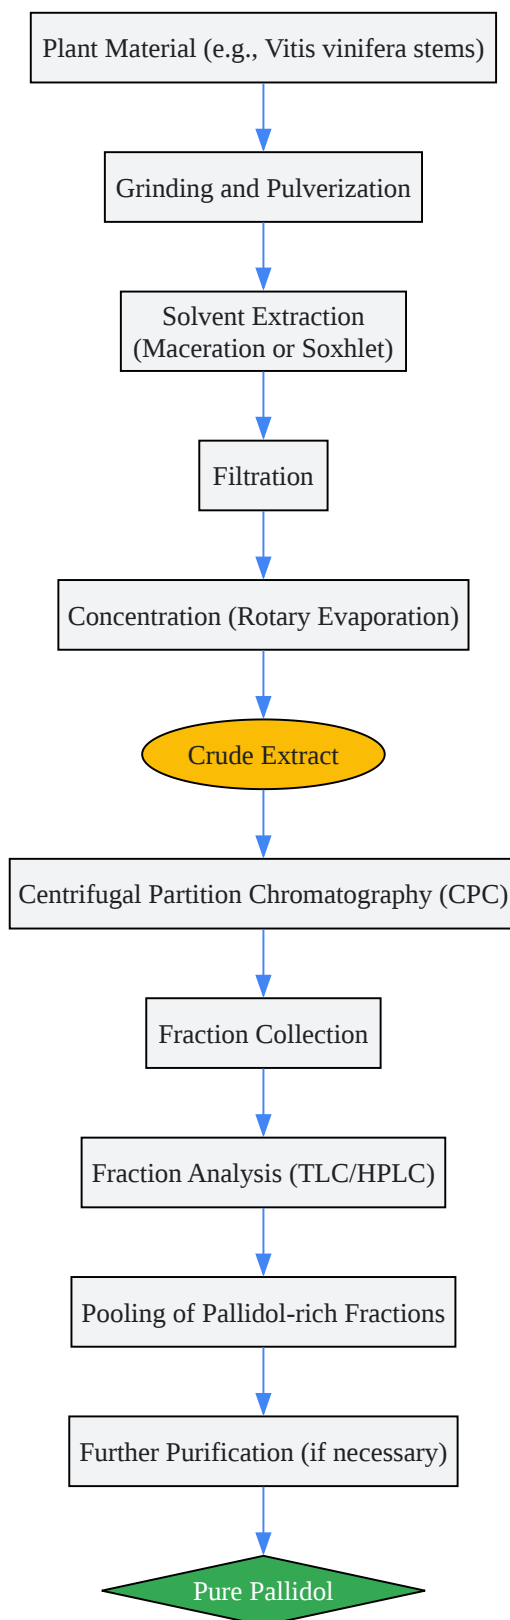 Plant Material (e.g., Vitis vinifera stems)
Grinding and Pulverization
Solvent Extraction
(Maceration or Soxhlet)
Filtration
Concentration (Rotary Evaporation)
Crude Extract
Centrifugal Partition Chromatography (CPC)
Fraction Collection
Fraction Analysis (TLC/HPLC)
Pooling of Pallidol-rich Fractions
Further Purification (if necessary)
Pure Pallidol